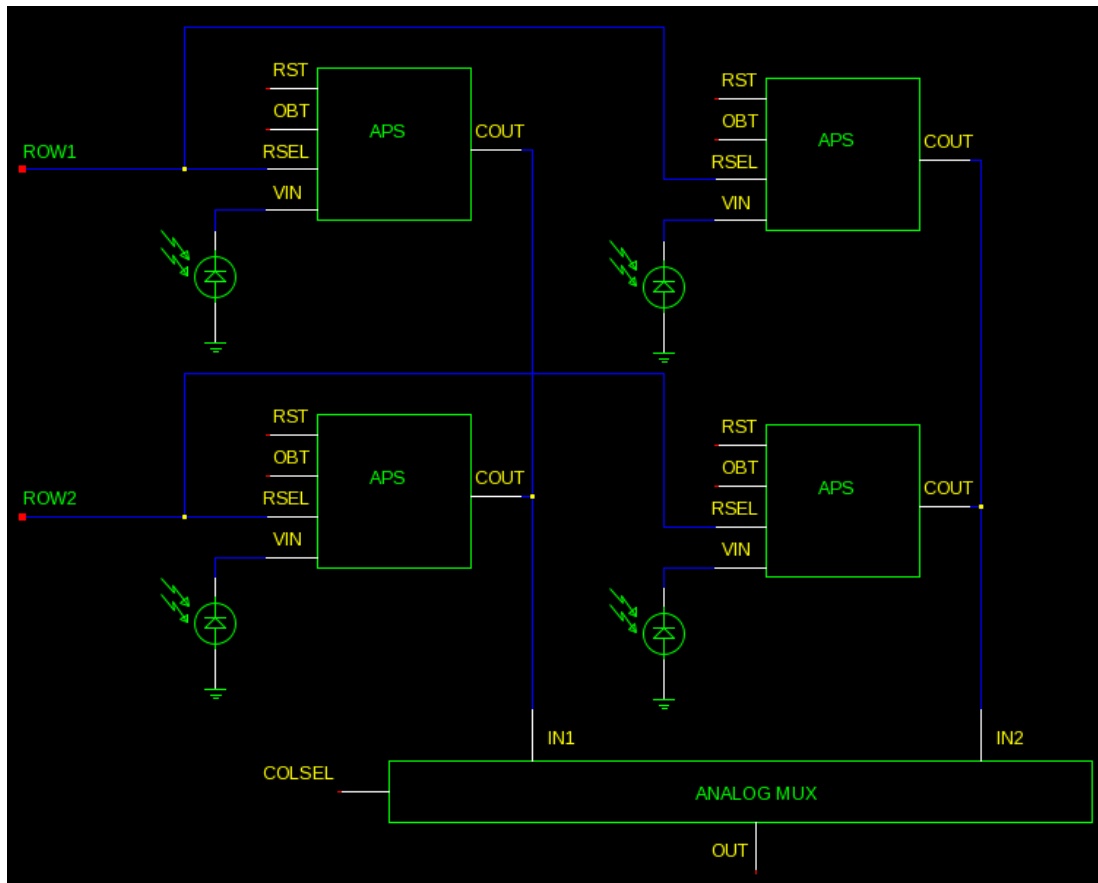 RST
OBT
APS
COUT
ROW1
RSEL
VIN
RST
OBT
APS
COUT
RSEL
VIN
RST
OBT
APS
COUT
ROW2
RSEL
VIN
RST
OBT
APS
COUT
RSEL
VIN
IN1
IN2
COLSEL
ANALOG MUX
OUT